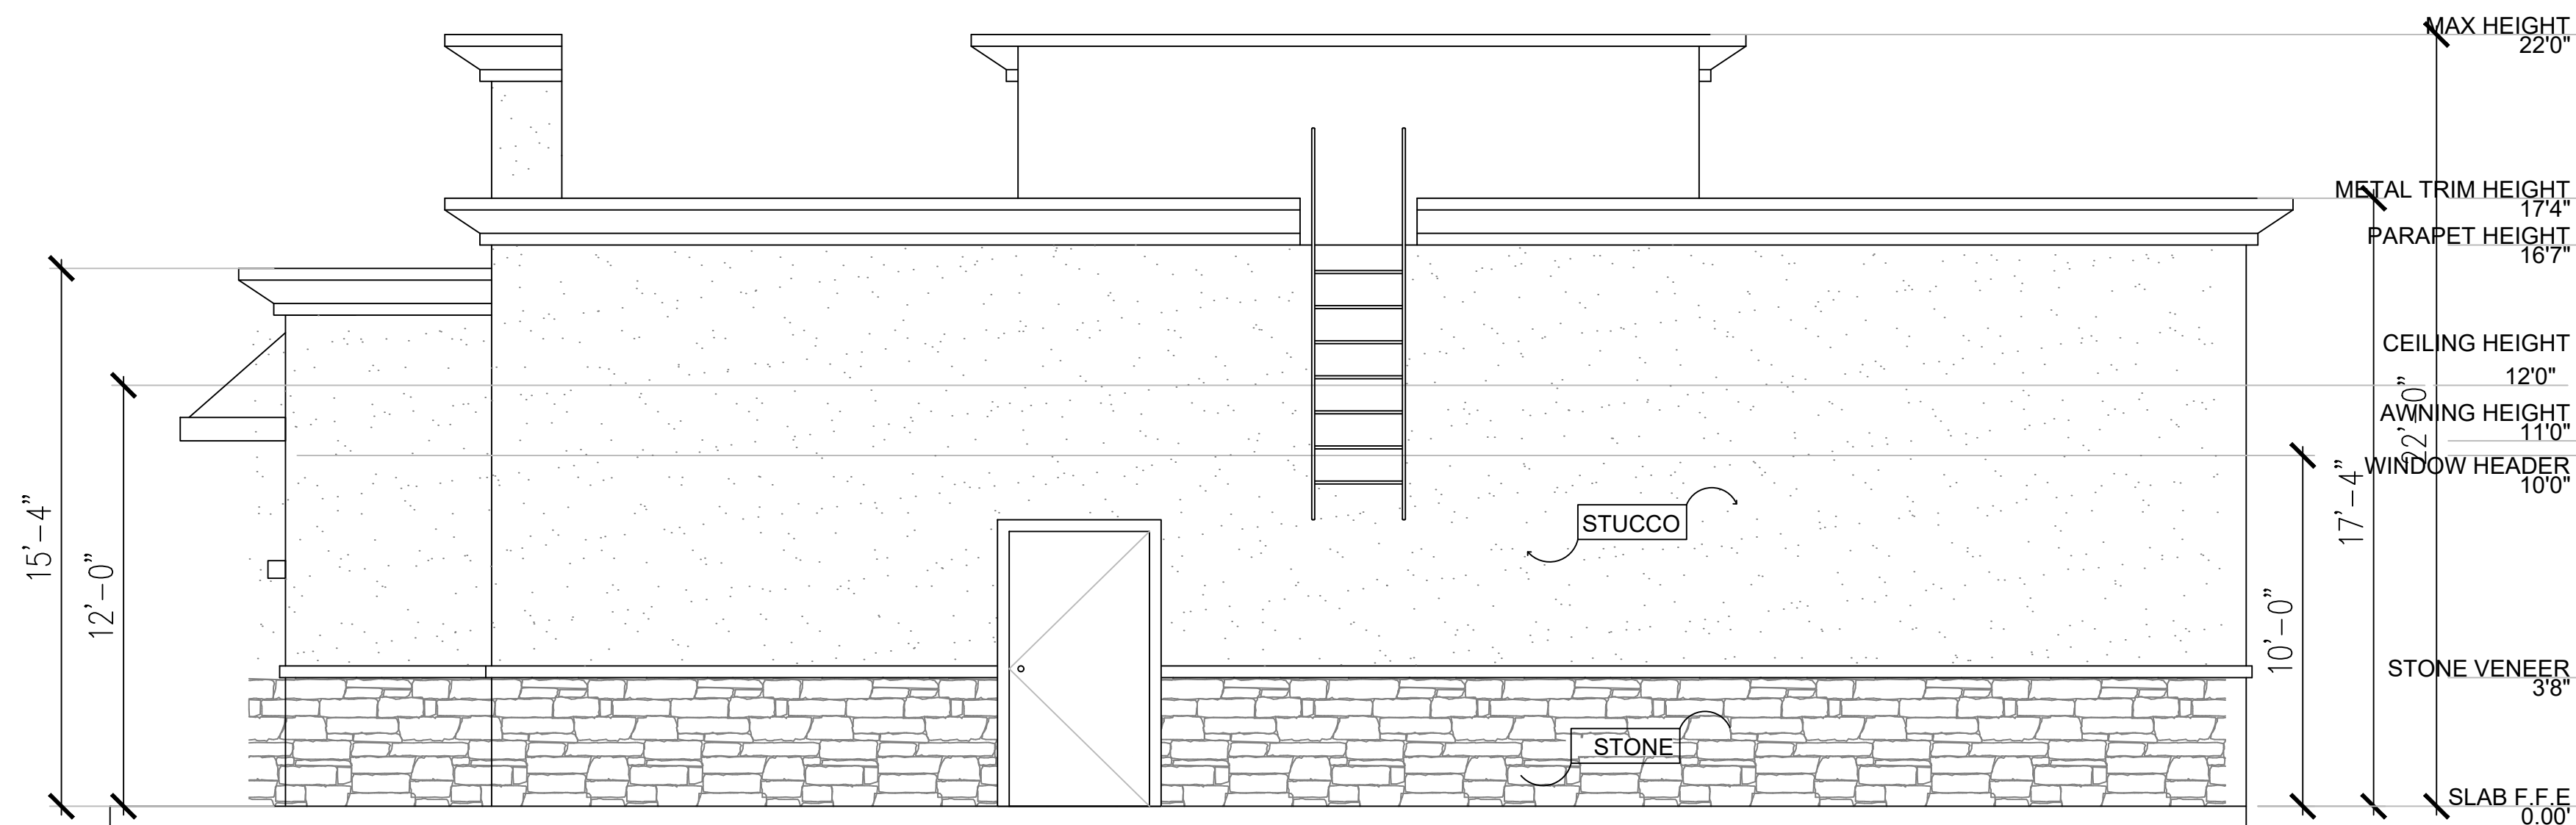 MAX HEIGHT
22'0"
METAL TRIM HEIGHT
17'4"
PARAPET HEIGHT
16'7"
CEILING HEIGHT
12'0"
AWNING HEIGHT
11'0"
WINDOW HEADER
10'0"
STONE VENEER
3'8"
SLAB F.F.E
0.00'
15'-4"
12'-0"
STUCCO
STONE
10'-0"
17'-4"
22'-0"